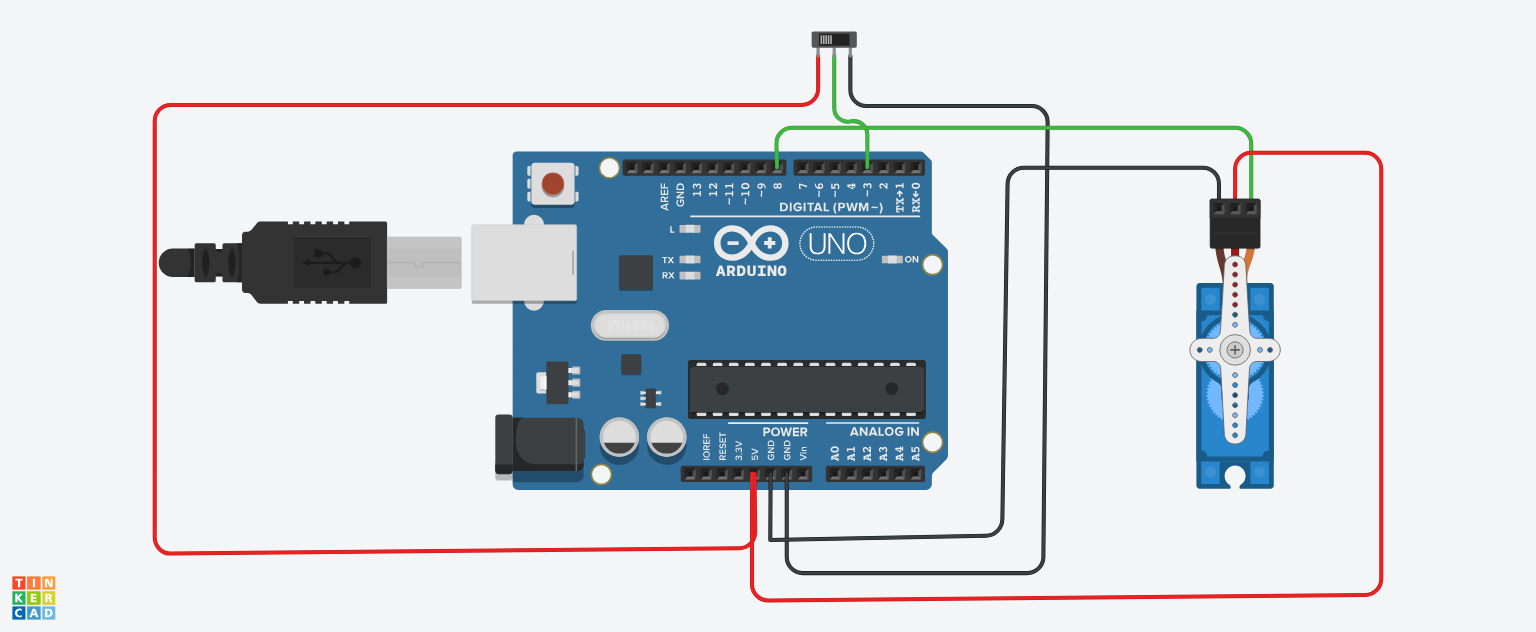 AREF
GND
13
12
~11
~10
~9
8
7
~6
~5
4
~3
2
TX→1
RX←0
DIGITAL (PWM~)
L
TX
RX
ARDUINO
UNO
ON
POWER
ANALOG IN
IOREF
RESET
3.3V
5V
GND
GND
Vin
A0
A1
A2
A3
A4
A5
TIN
KER
CAD